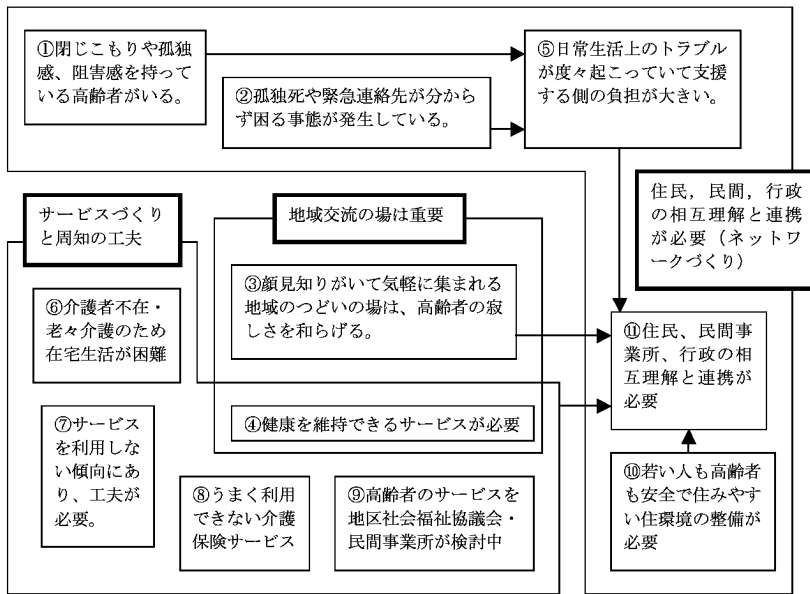 ①閉じこもりや孤独
感、阻害感を持って
いる高齢者がいる。
②孤独死や緊急連絡先が分から
ず困る事態が発生している。
⑤日常生活上のトラブル
が度々起こっていて支援
する側の負担が大きい。
サービスづくり
と周知の工夫
地域交流の場は重要
住民，民間，行政
の相互理解と連携
が必要（ネットワ
ークづくり）
③顔見知りがいて気軽に集まれる
地域のつどいの場は、高齢者の寂
しさを和らげる。
⑥介護者不在・
老々介護のため
在宅生活が困難
⑪住民、民間事
業所、行政の相
互理解と連携が
必要
④健康を維持できるサービスが必要
⑦サービス
を利用しな
い傾向にあ
り、工夫が
必要。
⑧うまく利用
できない介護
保険サービス
⑨高齢者のサービスを
地区社会福祉協議会・
民間事業所が検討中
⑩若い人も高齢者
も安全で住みやす
い住環境の整備が
必要